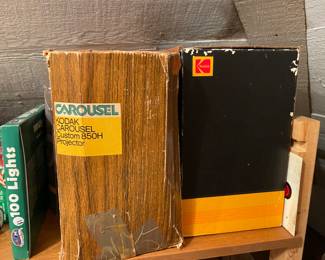 CAROUSEL
KODAK
CAROUSEL
Custom 850H
Projector
100 Lights